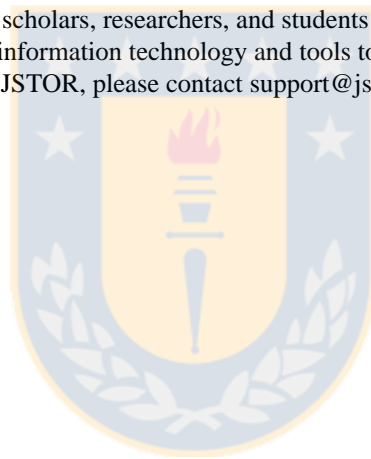 scholars, researchers, and students
information technology and tools to
JSTOR, please contact support@js